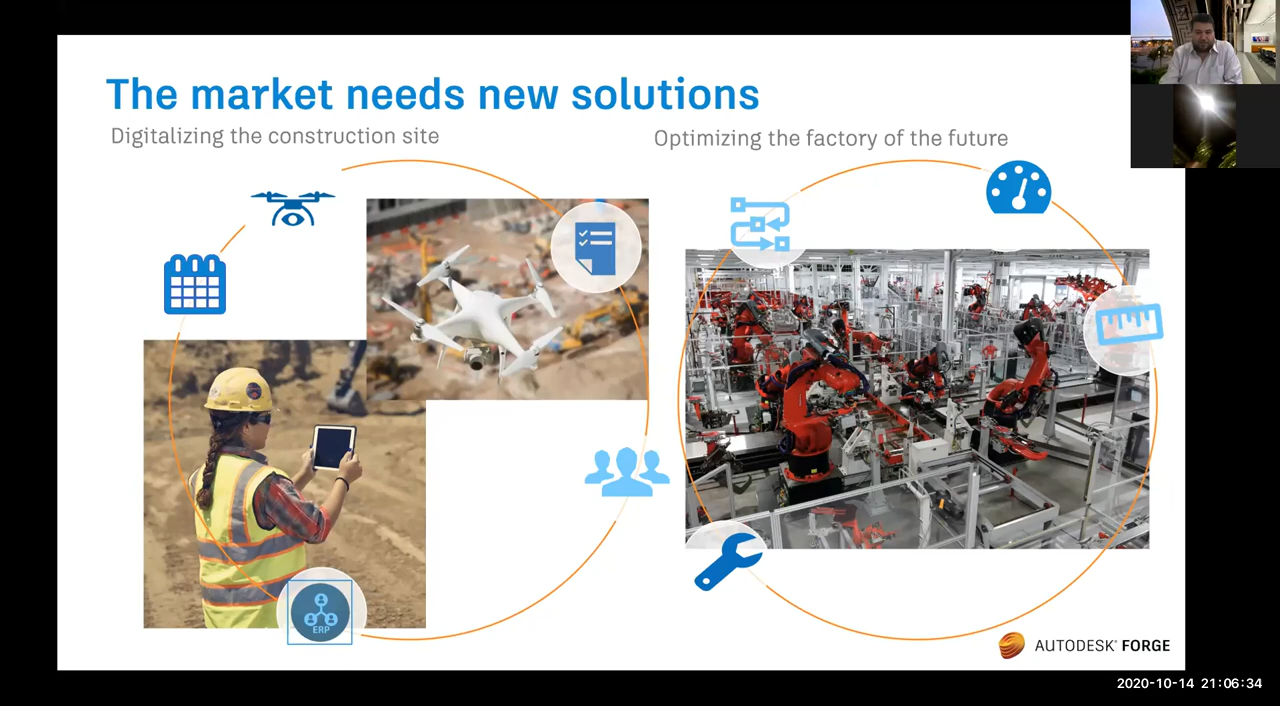 The market needs new solutions
Digitalizing the construction site
Optimizing the factory of the future
ERP
AUTODESK® FORGE
2020-10-14 21:06:34